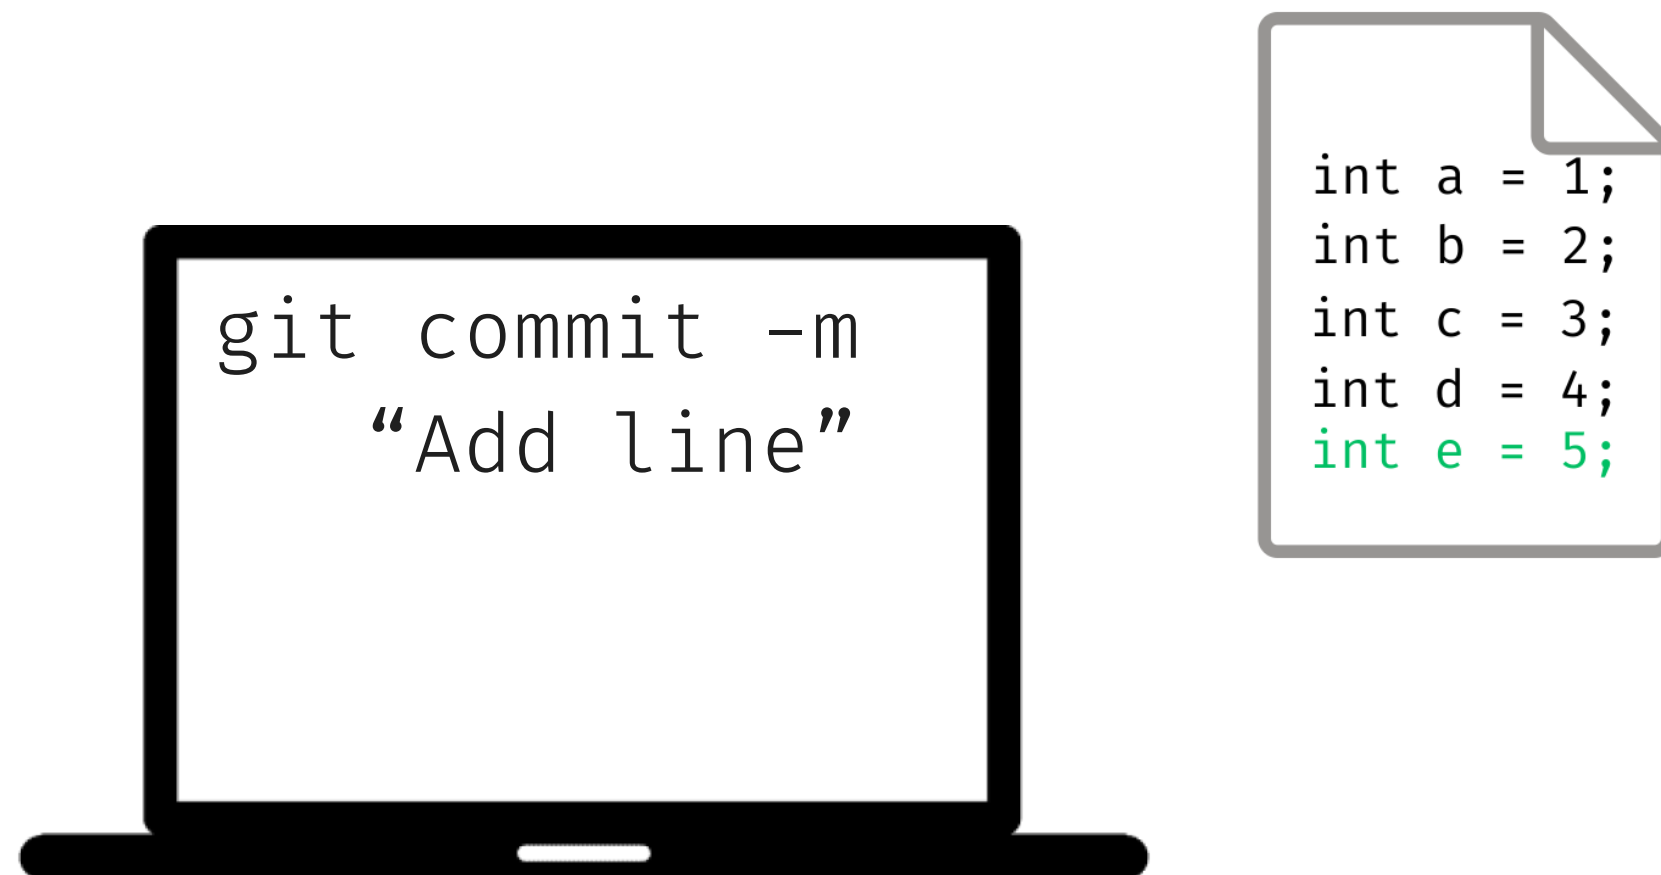 git commit -m
“Add line”
int a = 1;
int b = 2;
int c = 3;
int d = 4;
int e = 5;